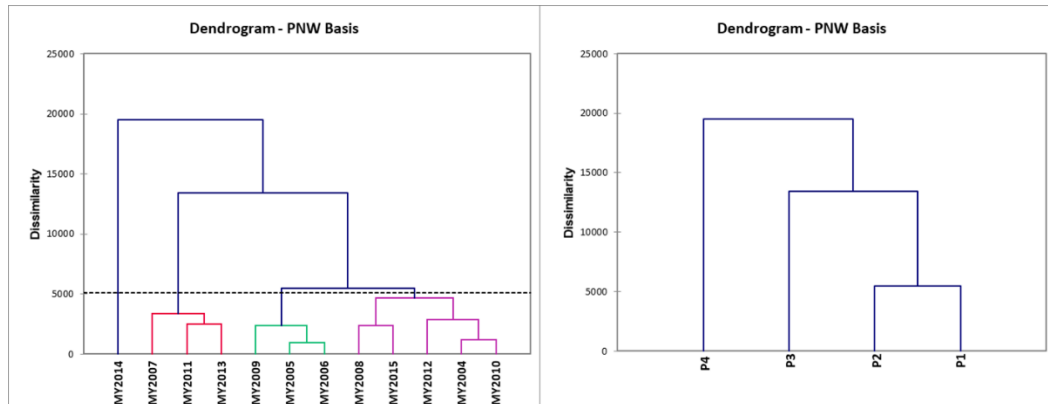 Dendrogram - PNW Basis
25000
20000
15000
10000
5000
0
Dissimilarity
MY2014
MY2007
MY2011
MY2013
MY2009
MY2005
MY2006
MY2008
MY2015
MY2012
MY2004
MY2010
Dendrogram - PNW Basis
25000
20000
15000
10000
5000
0
Dissimilarity
P4
P3
P2
P1